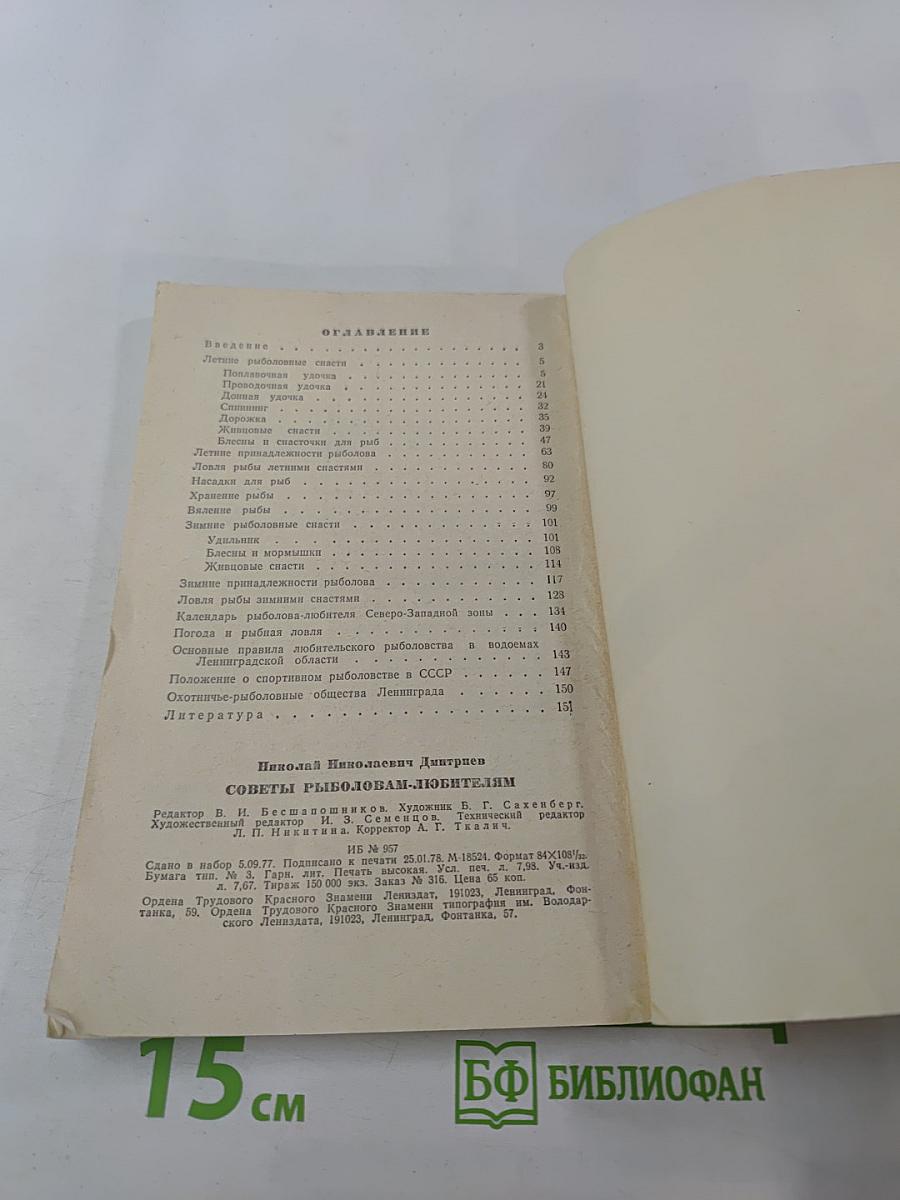 ОГЛАВЛЕНИЕ
Введение . . . . . . . . . . . . . . . . . . 3
Летние рыболовные снасти . . . . . . . . . . . . 5
Поплавочная удочка . . . . . . . . . . . . . 5
Проводочная удочка . . . . . . . . . . . . . 21
Донная удочка . . . . . . . . . . . . . . . 24
Спиннинг . . . . . . . . . . . . . . . . . 32
Дорожка . . . . . . . . . . . . . . . . . 35
Живцовые снасти . . . . . . . . . . . . . . 39
Блесны и снасточки для рыб . . . . . . . . . . 47
Летние принадлежности рыболова . . . . . . . . . . 63
Ловля рыбы летними снастями . . . . . . . . . . . 80
Насадки для рыб . . . . . . . . . . . . . . . . 92
Хранение рыбы . . . . . . . . . . . . . . . . . 97
Вяление рыбы . . . . . . . . . . . . . . . . . 99
Зимние рыболовные снасти . . . . . . . . . . . . . 101
Удильник . . . . . . . . . . . . . . . . . 101
Блесны и мормышки . . . . . . . . . . . . . 108
Живцовые снасти . . . . . . . . . . . . . . 114
Зимние принадлежности рыболова . . . . . . . . . . 117
Ловля рыбы зимними снастями . . . . . . . . . . . 128
Календарь рыболова-любителя Северо-Западной зоны . . . 134
Погода и рыбная ловля . . . . . . . . . . . . . . 140
Основные правила любительского рыболовства в водоемах
Ленинградской области . . . . . . . . . . . . 143
Положение о спортивном рыболовстве в СССР . . . . . . 147
Охотничье-рыболовные общества Ленинграда . . . . . . 150
Литература . . . . . . . . . . . . . . . . . . 151
Николай Николаевич Дмитриев
СОВЕТЫ РЫБОЛОВАМ-ЛЮБИТЕЛЯМ
Редактор В. И. Бесшапошников. Художник Б. Г. Сахенберг.
Художественный редактор И. З. Семенцов. Технический редактор
Л. П. Никитина. Корректор А. Г. Ткалич.
ИБ № 957
Сдано в набор 5.09.77. Подписано к печати 25.01.78. М-18524. Формат 84×108¹/₃₂.
Бумага тип. № 3. Гарн. лит. Печать высокая. Усл. печ. л. 7,98. Уч.-изд.
л. 7,67. Тираж 150 000 экз. Заказ № 316. Цена 65 коп.
Ордена Трудового Красного Знамени Лениздат, 191023, Ленинград, Фон-
танка, 59. Ордена Трудового Красного Знамени типография им. Володар-
ского Лениздата, 191023, Ленинград, Фонтанка, 57.
15 см
БФ БИБЛИОФАН